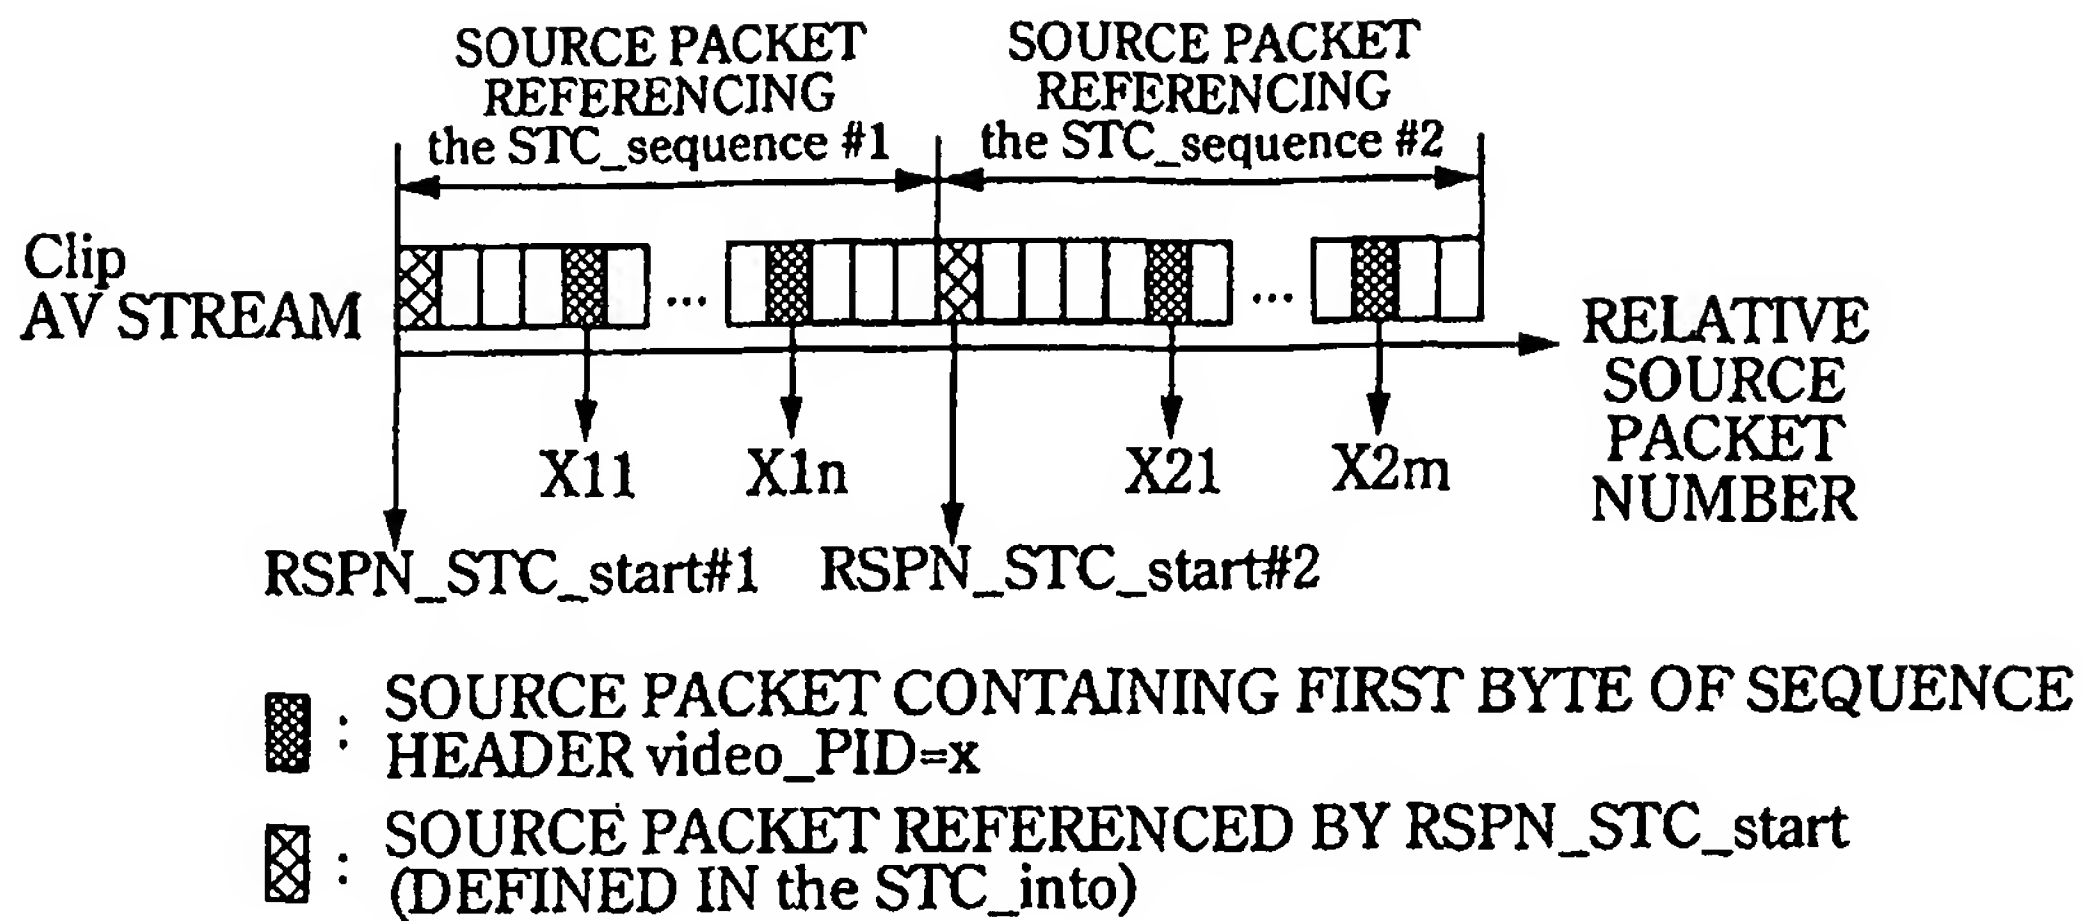 SOURCE PACKET
REFERENCING
the STC_sequence #1
SOURCE PACKET
REFERENCING
the STC_sequence #2
Clip
AV STREAM
...
...
RELATIVE
SOURCE
PACKET
NUMBER
X11
X1n
X21
X2m
RSPN_STC_start#1
RSPN_STC_start#2
: SOURCE PACKET CONTAINING FIRST BYTE OF SEQUENCE
HEADER video_PID=x
: SOURCE PACKET REFERENCED BY RSPN_STC_start
(DEFINED IN the STC_into)